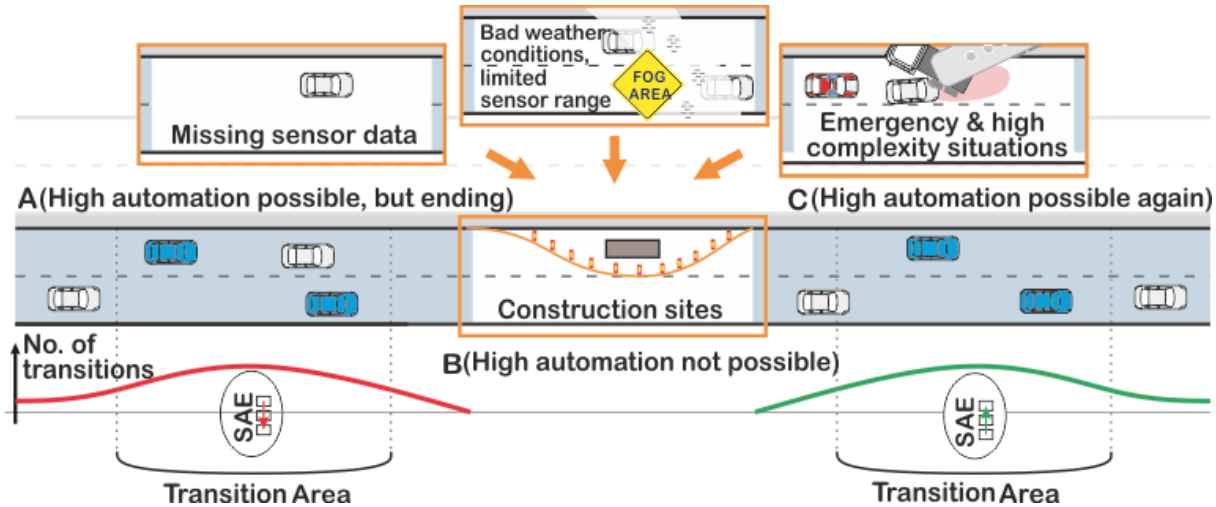 Missing sensor data
Bad weather
conditions,
limited
sensor range
FOG
AREA
Emergency & high
complexity situations
A(High automation possible, but ending)
C(High automation possible again)
Construction sites
B(High automation not possible)
No. of
transitions
SAE
SAE
Transition Area
Transition Area